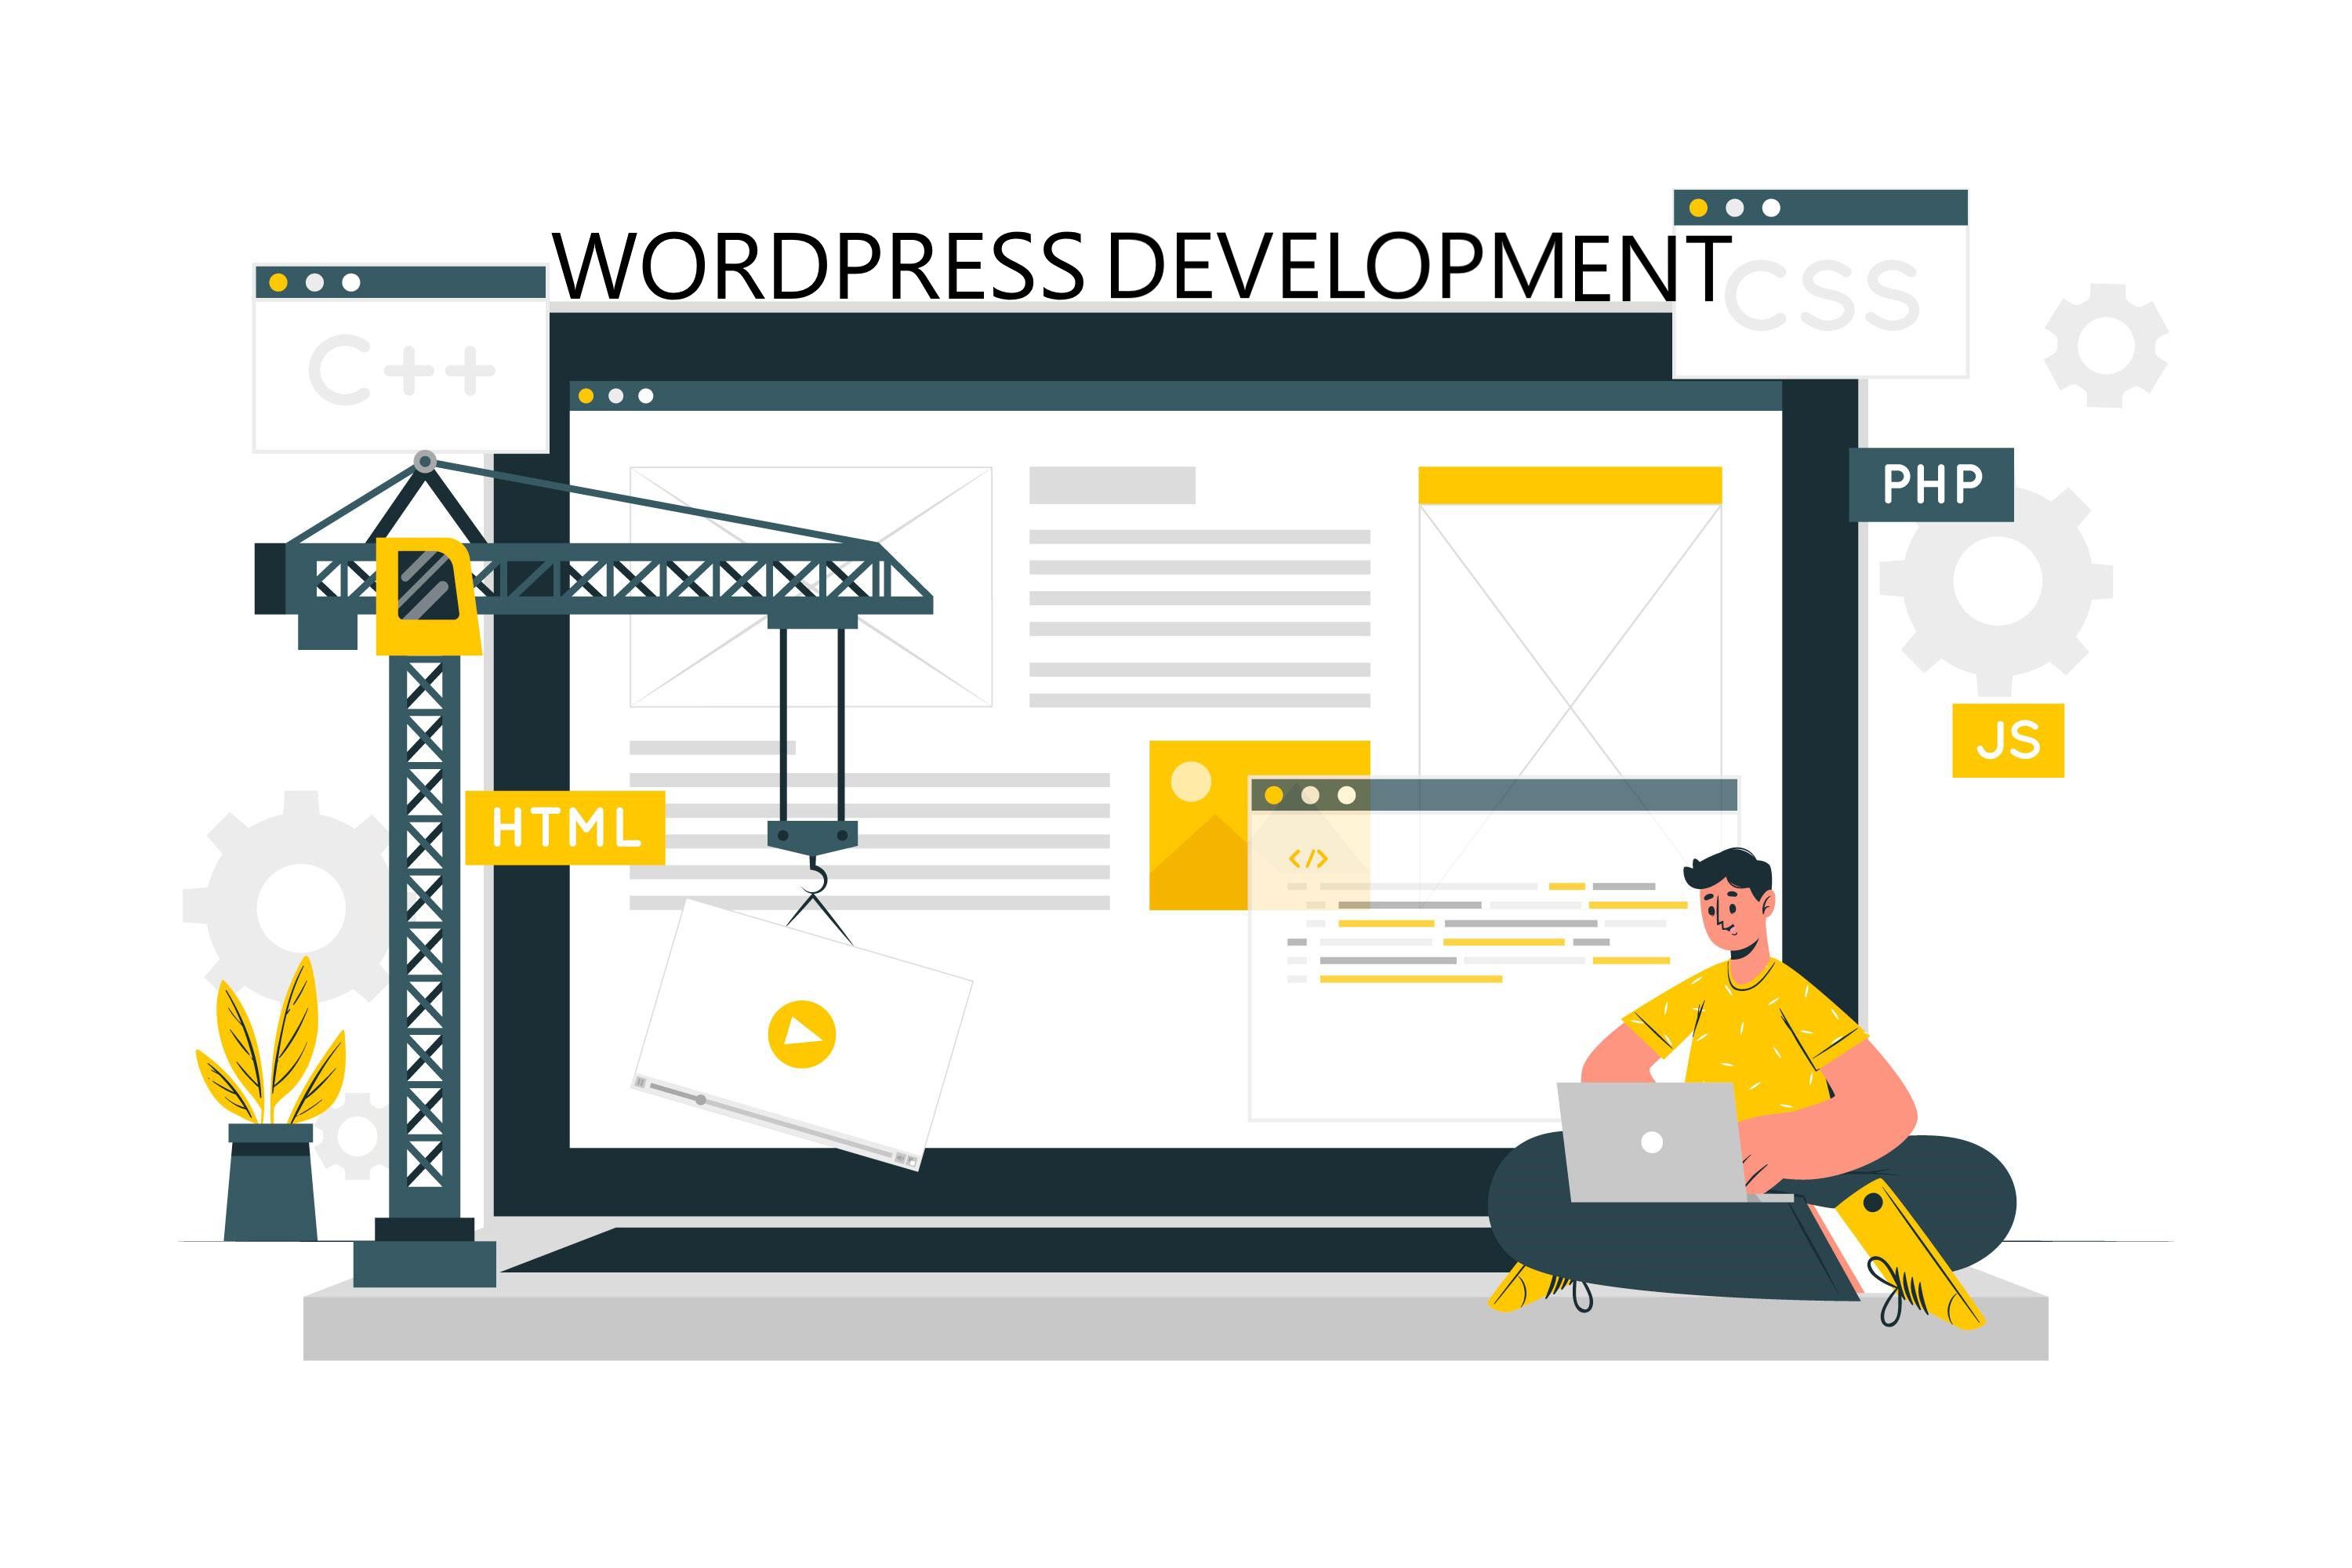 WORDPRESS DEVELOPMENT
CSS
C++
PHP
JS
HTML
</>